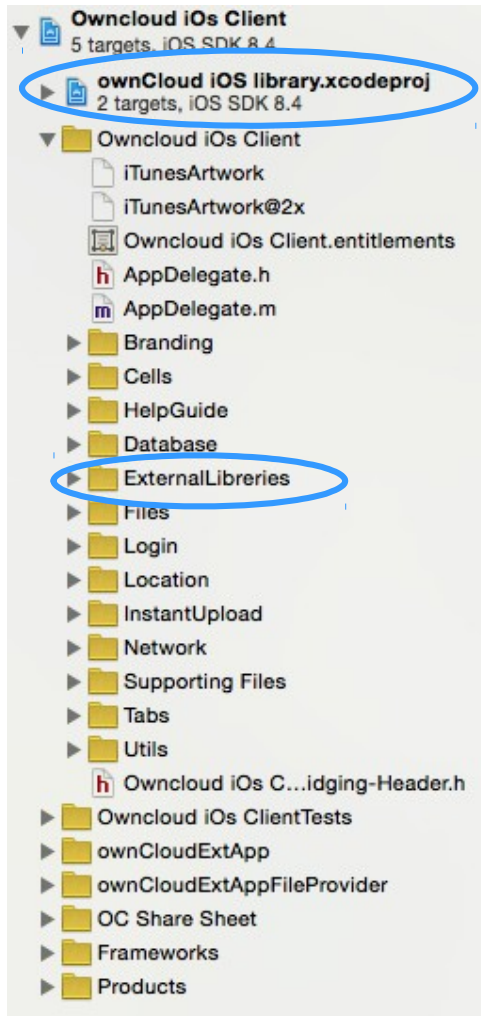 Owncloud iOs Client
5 targets, iOS SDK 8.4
ownCloud iOS library.xcodeproj
2 targets, iOS SDK 8.4
Owncloud iOs Client
iTunesArtwork
iTunesArtwork@2x
Owncloud iOs Client.entitlements
h AppDelegate.h
m AppDelegate.m
Branding
Cells
HelpGuide
Database
ExternalLibreries
Files
Login
Location
InstantUpload
Network
Supporting Files
Tabs
Utils
h Owncloud iOs C...idging-Header.h
Owncloud iOs ClientTests
ownCloudExtApp
ownCloudExtAppFileProvider
OC Share Sheet
Frameworks
Products